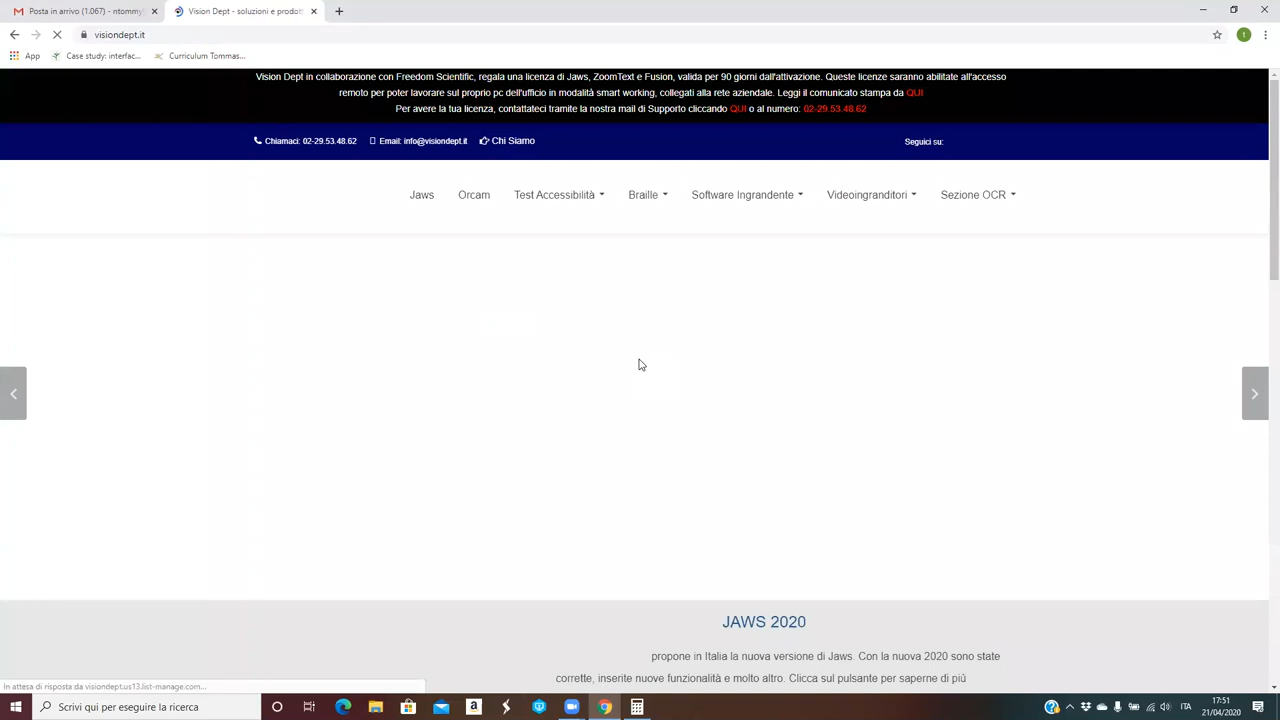 Posta in arrivo (1.067) - ntommy
Vision Dept - soluzioni e prodott
visiondept.it
t
App
Case study: interfac...
Curriculum Tommas...
Vision Dept in collaborazione con Freedom Scientific, regala una licenza di Jaws, ZoomText e Fusion, valida per 90 giorni dall'attivazione. Queste licenze saranno abilitate all'accesso
remoto per poter lavorare sul proprio pc dell'ufficio in modalità smart working, collegati alla rete aziendale. Leggi il comunicato stampa da QUI
Per avere la tua licenza, contattateci tramite la nostra mail di Supporto cliccando QUI o al numero: 02-29.53.48.62
Chiamaci: 02-29.53.48.62 Email: info@visiondept.it Chi Siamo Seguici su:
Jaws Orcam Test Accessibilità Braille Software Ingrandente Videoingranditori Sezione OCR
JAWS 2020
propone in Italia la nuova versione di Jaws. Con la nuova 2020 sono state
corrette, inserite nuove funzionalità e molto altro. Clicca sul pulsante per saperne di più
In attesa di risposta da visiondept.us13.list-manage.com...
Scrivi qui per eseguire la ricerca
a
ITA
17:51
21/04/2020